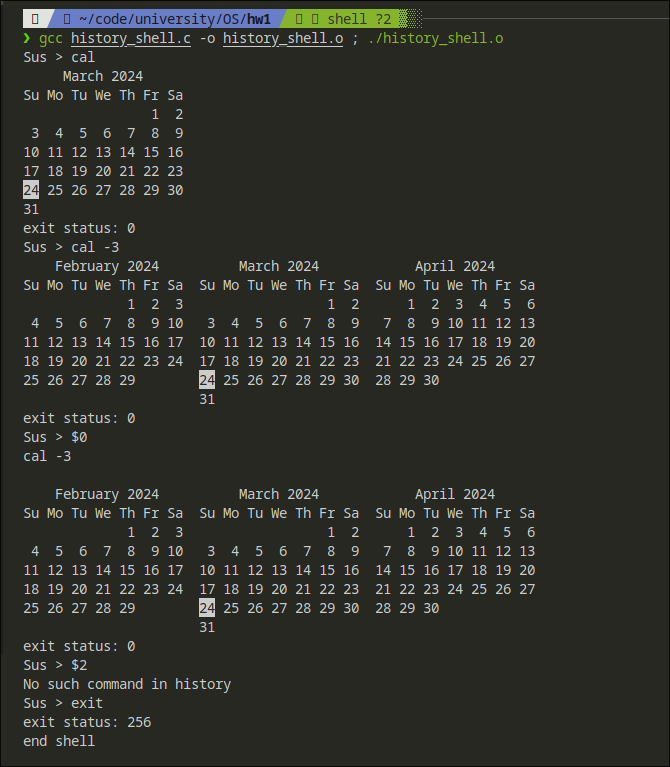 ~/code/university/OS/hw1 shell ?2
❯ gcc history_shell.c -o history_shell.o ; ./history_shell.o
Sus > cal
     March 2024
Su Mo Tu We Th Fr Sa
                1  2
 3  4  5  6  7  8  9
10 11 12 13 14 15 16
17 18 19 20 21 22 23
24 25 26 27 28 29 30
31
exit status: 0
Sus > cal -3
    February 2024          March 2024            April 2024
Su Mo Tu We Th Fr Sa  Su Mo Tu We Th Fr Sa  Su Mo Tu We Th Fr Sa
             1  2  3                  1  2      1  2  3  4  5  6
 4  5  6  7  8  9 10   3  4  5  6  7  8  9   7  8  9 10 11 12 13
11 12 13 14 15 16 17  10 11 12 13 14 15 16  14 15 16 17 18 19 20
18 19 20 21 22 23 24  17 18 19 20 21 22 23  21 22 23 24 25 26 27
25 26 27 28 29        24 25 26 27 28 29 30  28 29 30
                      31
exit status: 0
Sus > $0
cal -3
    February 2024          March 2024            April 2024
Su Mo Tu We Th Fr Sa  Su Mo Tu We Th Fr Sa  Su Mo Tu We Th Fr Sa
             1  2  3                  1  2      1  2  3  4  5  6
 4  5  6  7  8  9 10   3  4  5  6  7  8  9   7  8  9 10 11 12 13
11 12 13 14 15 16 17  10 11 12 13 14 15 16  14 15 16 17 18 19 20
18 19 20 21 22 23 24  17 18 19 20 21 22 23  21 22 23 24 25 26 27
25 26 27 28 29        24 25 26 27 28 29 30  28 29 30
                      31
exit status: 0
Sus > $2
No such command in history
Sus > exit
exit status: 256
end shell